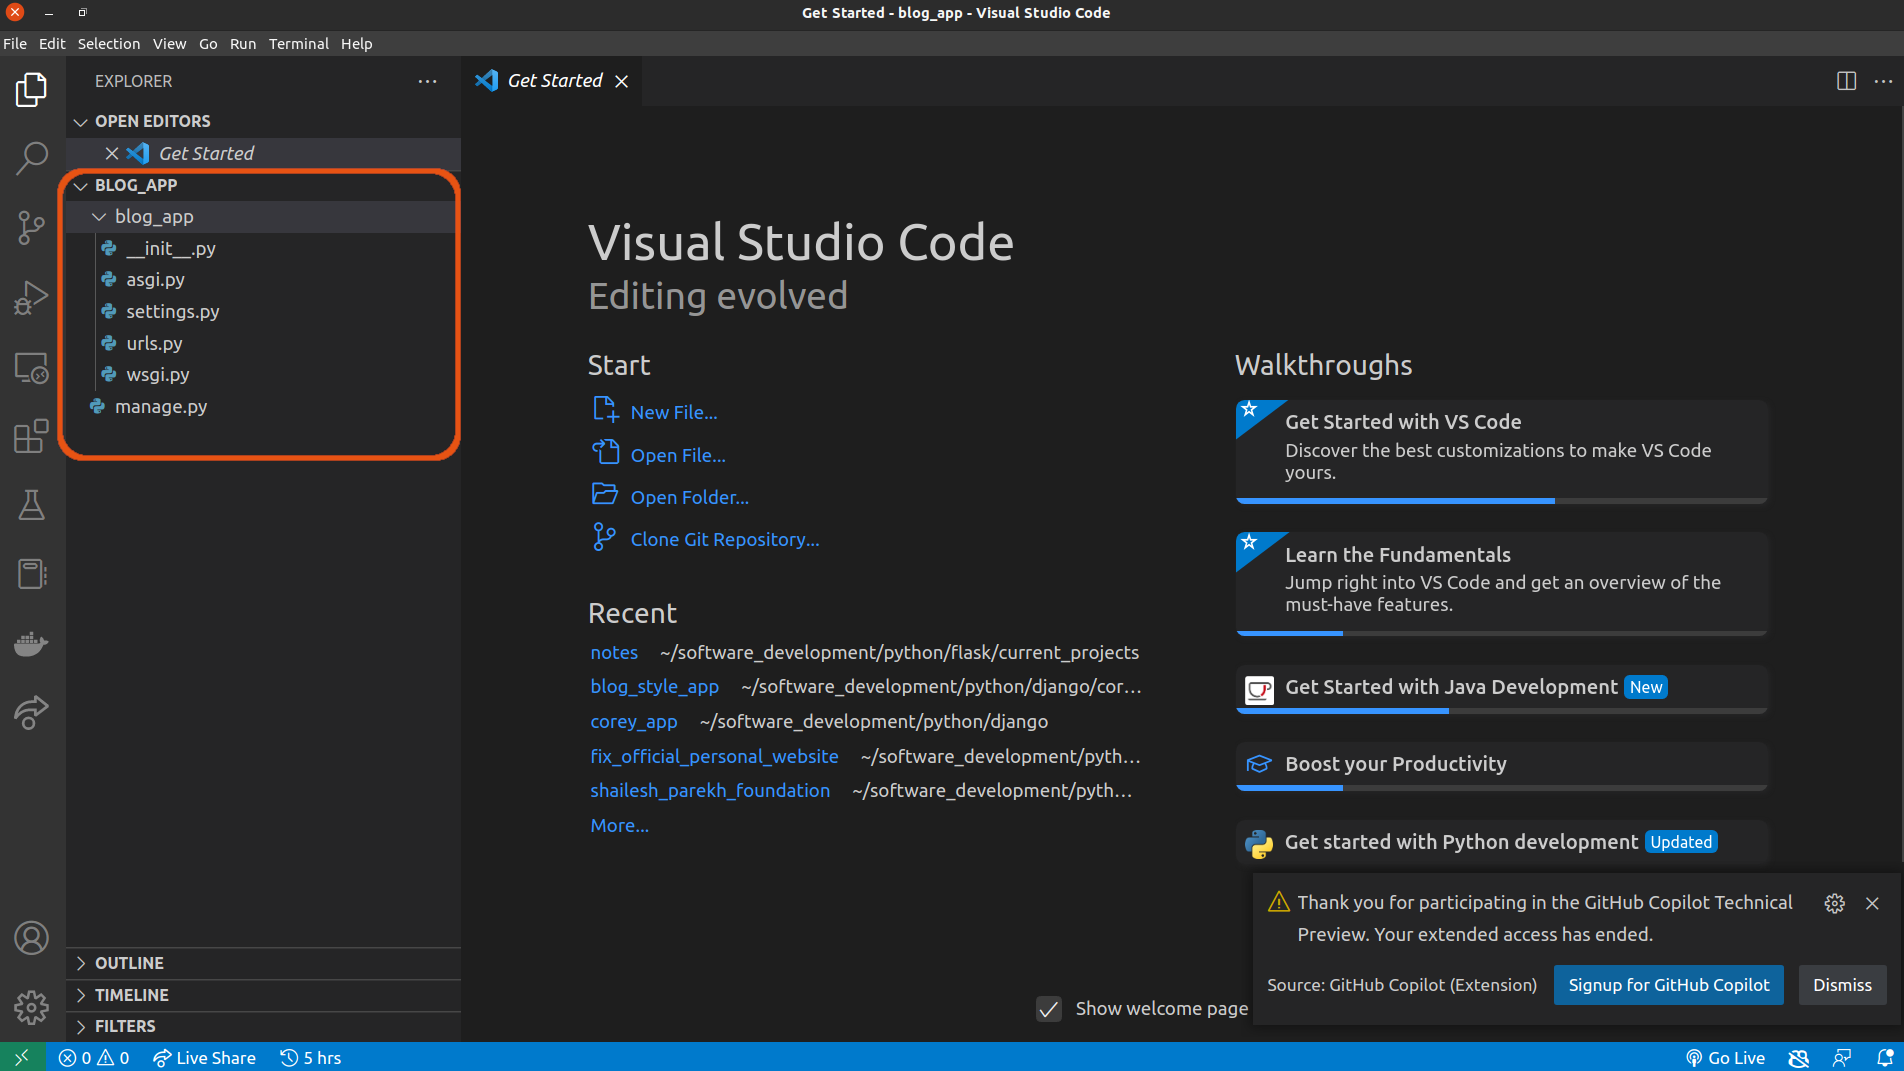 Get Started - blog_app - Visual Studio Code
File Edit Selection View Go Run Terminal Help
EXPLORER
OPEN EDITORS
Get Started
BLOG_APP
blog_app
__init__.py
asgi.py
settings.py
urls.py
wsgi.py
manage.py
OUTLINE
TIMELINE
FILTERS
Get Started
Visual Studio Code
Editing evolved
Start
New File...
Open File...
Open Folder...
Clone Git Repository...
Recent
notes ~/software_development/python/flask/current_projects
blog_style_app ~/software_development/python/django/cor...
corey_app ~/software_development/python/django
fix_official_personal_website ~/software_development/pyth...
shailesh_parekh_foundation ~/software_development/pyth...
More...
Walkthroughs
Get Started with VS Code
Discover the best customizations to make VS Code
yours.
Learn the Fundamentals
Jump right into VS Code and get an overview of the
must-have features.
Get Started with Java Development New
Boost your Productivity
Get started with Python development Updated
Thank you for participating in the GitHub Copilot Technical
Preview. Your extended access has ended.
Source: GitHub Copilot (Extension) Signup for GitHub Copilot Dismiss
Show welcome page
0 0 Live Share 5 hrs Go Live